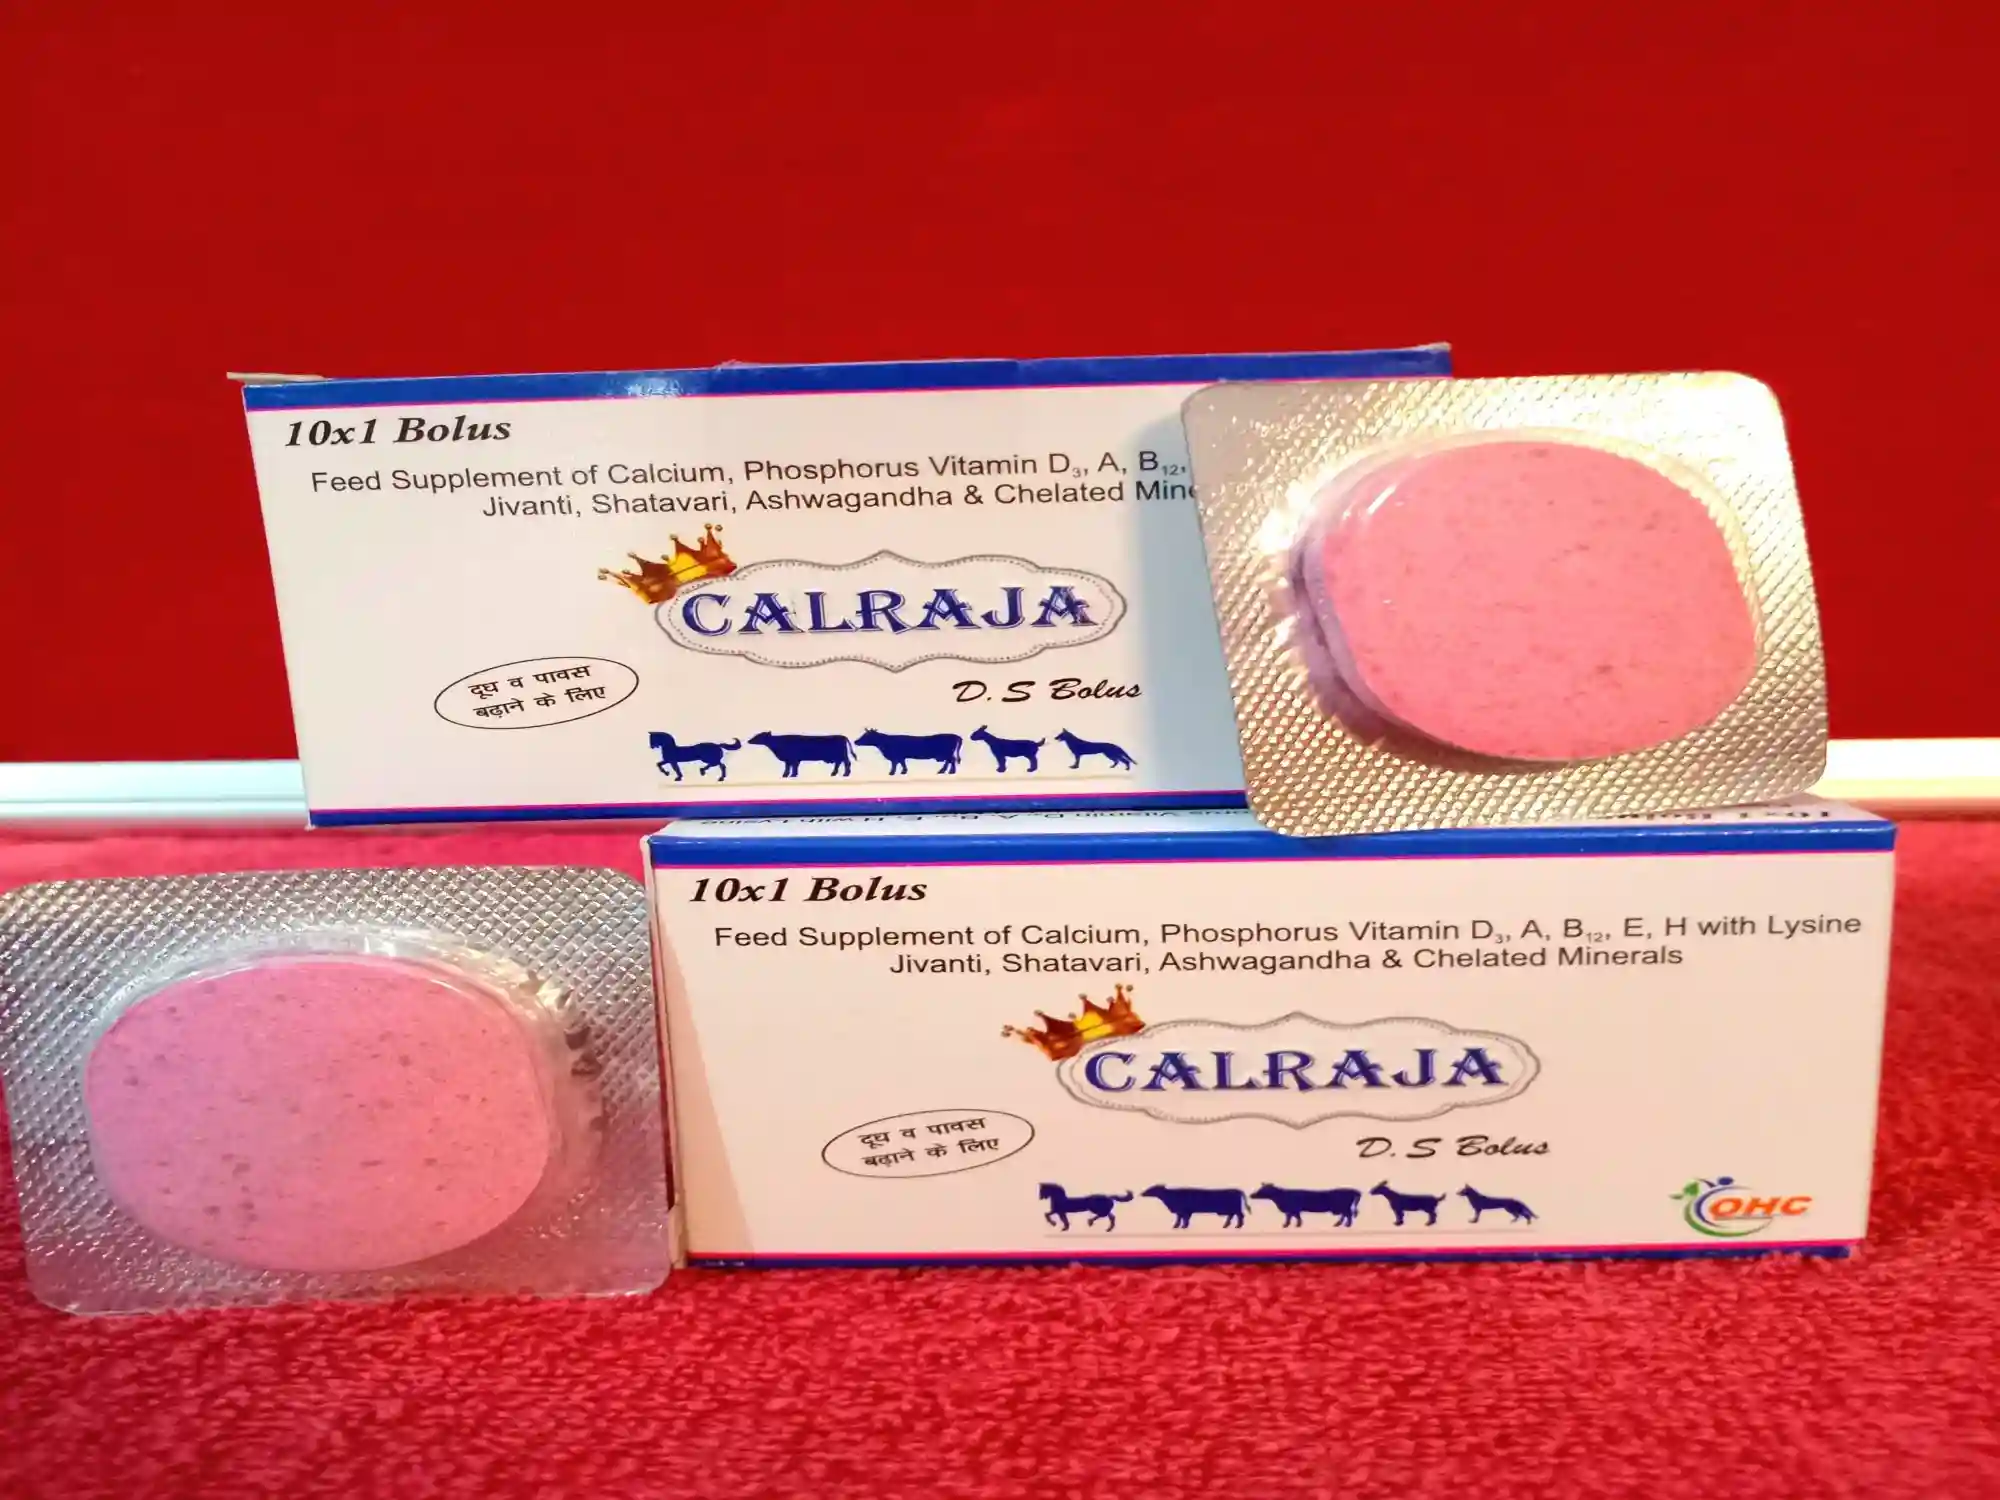 10x1 Bolus
Feed Supplement of Calcium, Phosphorus Vitamin D₃, A, B₁₂,
Jivanti, Shatavari, Ashwagandha & Chelated
CALRAJA
दूध व पावस
बढ़ाने के लिए
D.S Bolus
10x1 Bolus
Feed Supplement of Calcium, Phosphorus Vitamin D₃, A, B₁₂, E, H with Lysine
Jivanti, Shatavari, Ashwagandha & Chelated Minerals
CALRAJA
दूध व पावस
बढ़ाने के लिए
D.S Bolus
OHC